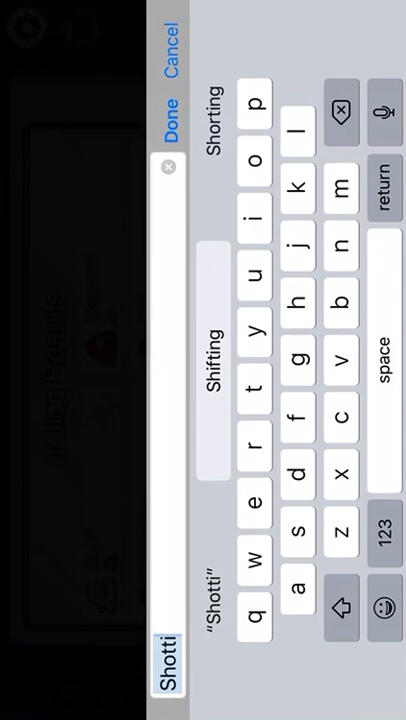 Shotti
Done Cancel
"Shotti" Shifting Shorting
q w e r t y u i o p
a s d f g h j k l
z x c v b n m
123 space return